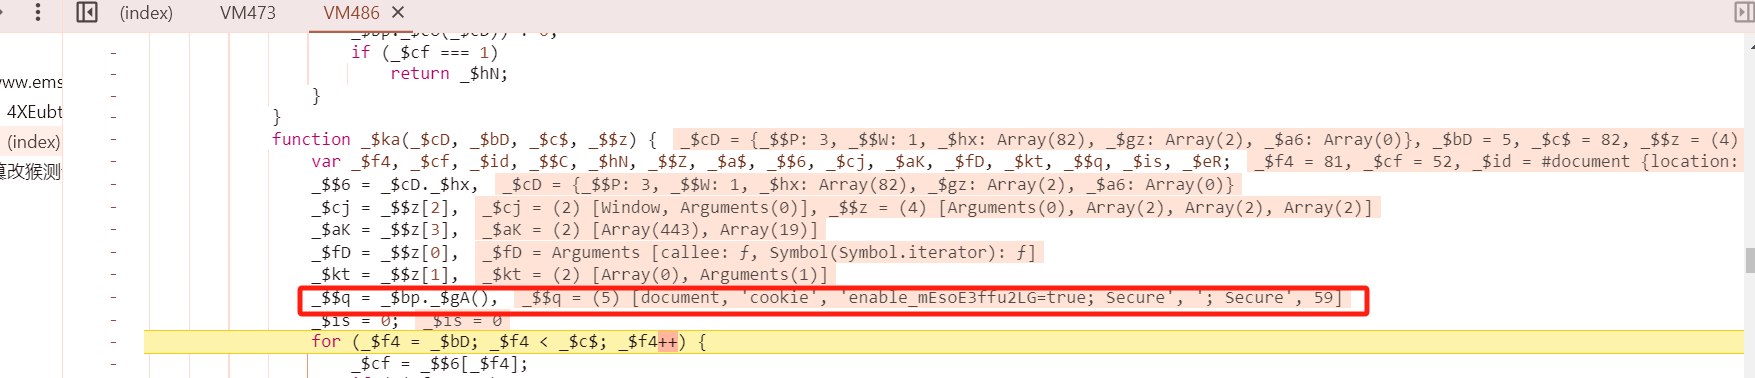 (index) VM473 VM486 ×
if (_$cf === 1)
www.ems
return _$hN;
4XEubt
}
}
(index)
function _$ka(_$cD, _$bD, _$c$, _$$z) { _$cD = {_$$P: 3, _$$W: 1, _$hx: Array(82), _$gz: Array(2), _$a6: Array(0)}, _$bD = 5, _$c$ = 82, _$$z = (4)
var _$f4, _$cf, _$id, _$$C, _$hN, _$$Z, _$a$, _$$6, _$cj, _$aK, _$fD, _$kt, _$$q, _$is, _$eR; _$f4 = 81, _$cf = 52, _$id = #document {location:
篡改猴测
_$$6 = _$cD._$hx, _$cD = {_$$P: 3, _$$W: 1, _$hx: Array(82), _$gz: Array(2), _$a6: Array(0)}
_$cj = _$$z[2], _$cj = (2) [Window, Arguments(0)], _$$z = (4) [Arguments(0), Array(2), Array(2), Array(2)]
_$aK = _$$z[3], _$aK = (2) [Array(443), Array(19)]
_$fD = _$$z[0], _$fD = Arguments [callee: ƒ, Symbol(Symbol.iterator): ƒ]
_$kt = _$$z[1], _$kt = (2) [Array(0), Arguments(1)]
_$$q = _$bp._$gA(), _$$q = (5) [document, 'cookie', 'enable_mEsoE3ffu2LG=true; Secure', '; Secure', 59]
_$is = 0; _$is = 0
for (_$f4 = _$bD; _$f4 < _$c$; _$f4++) {
_$cf = _$$6[_$f4];